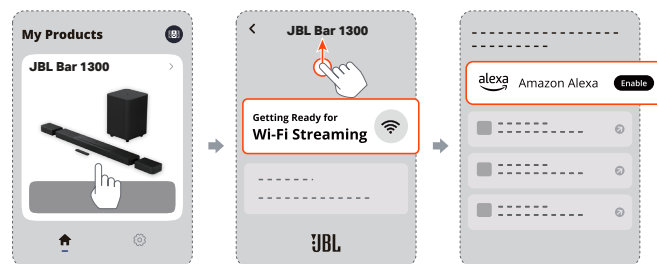 My Products
JBL Bar 1300
JBL Bar 1300
Getting Ready for
Wi-Fi Streaming
JBL
alexa
Amazon Alexa
Enable